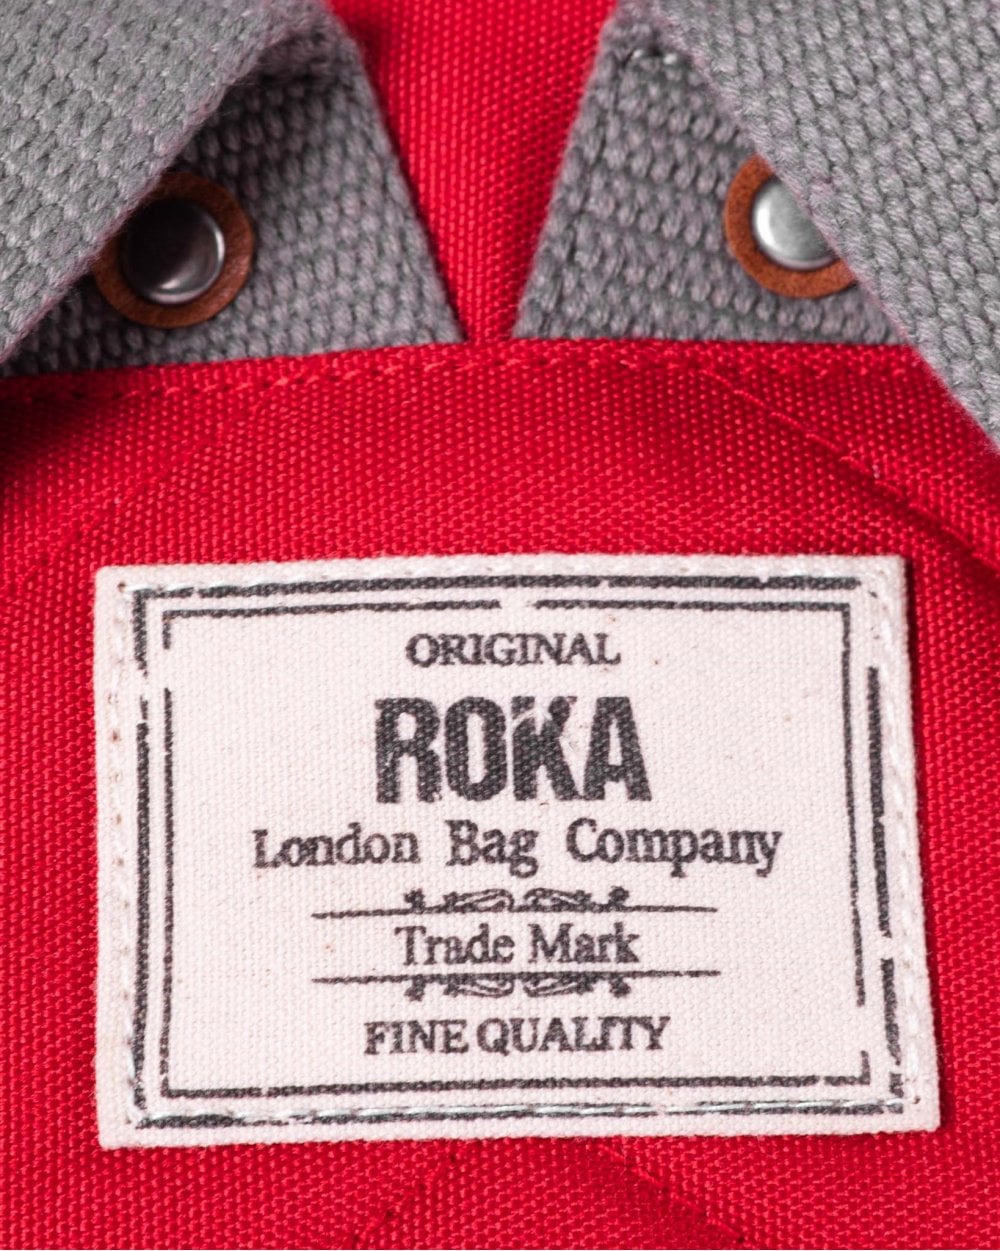 ORIGINAL
ROKA
London Bag Company
Trade Mark
FINE QUALITY